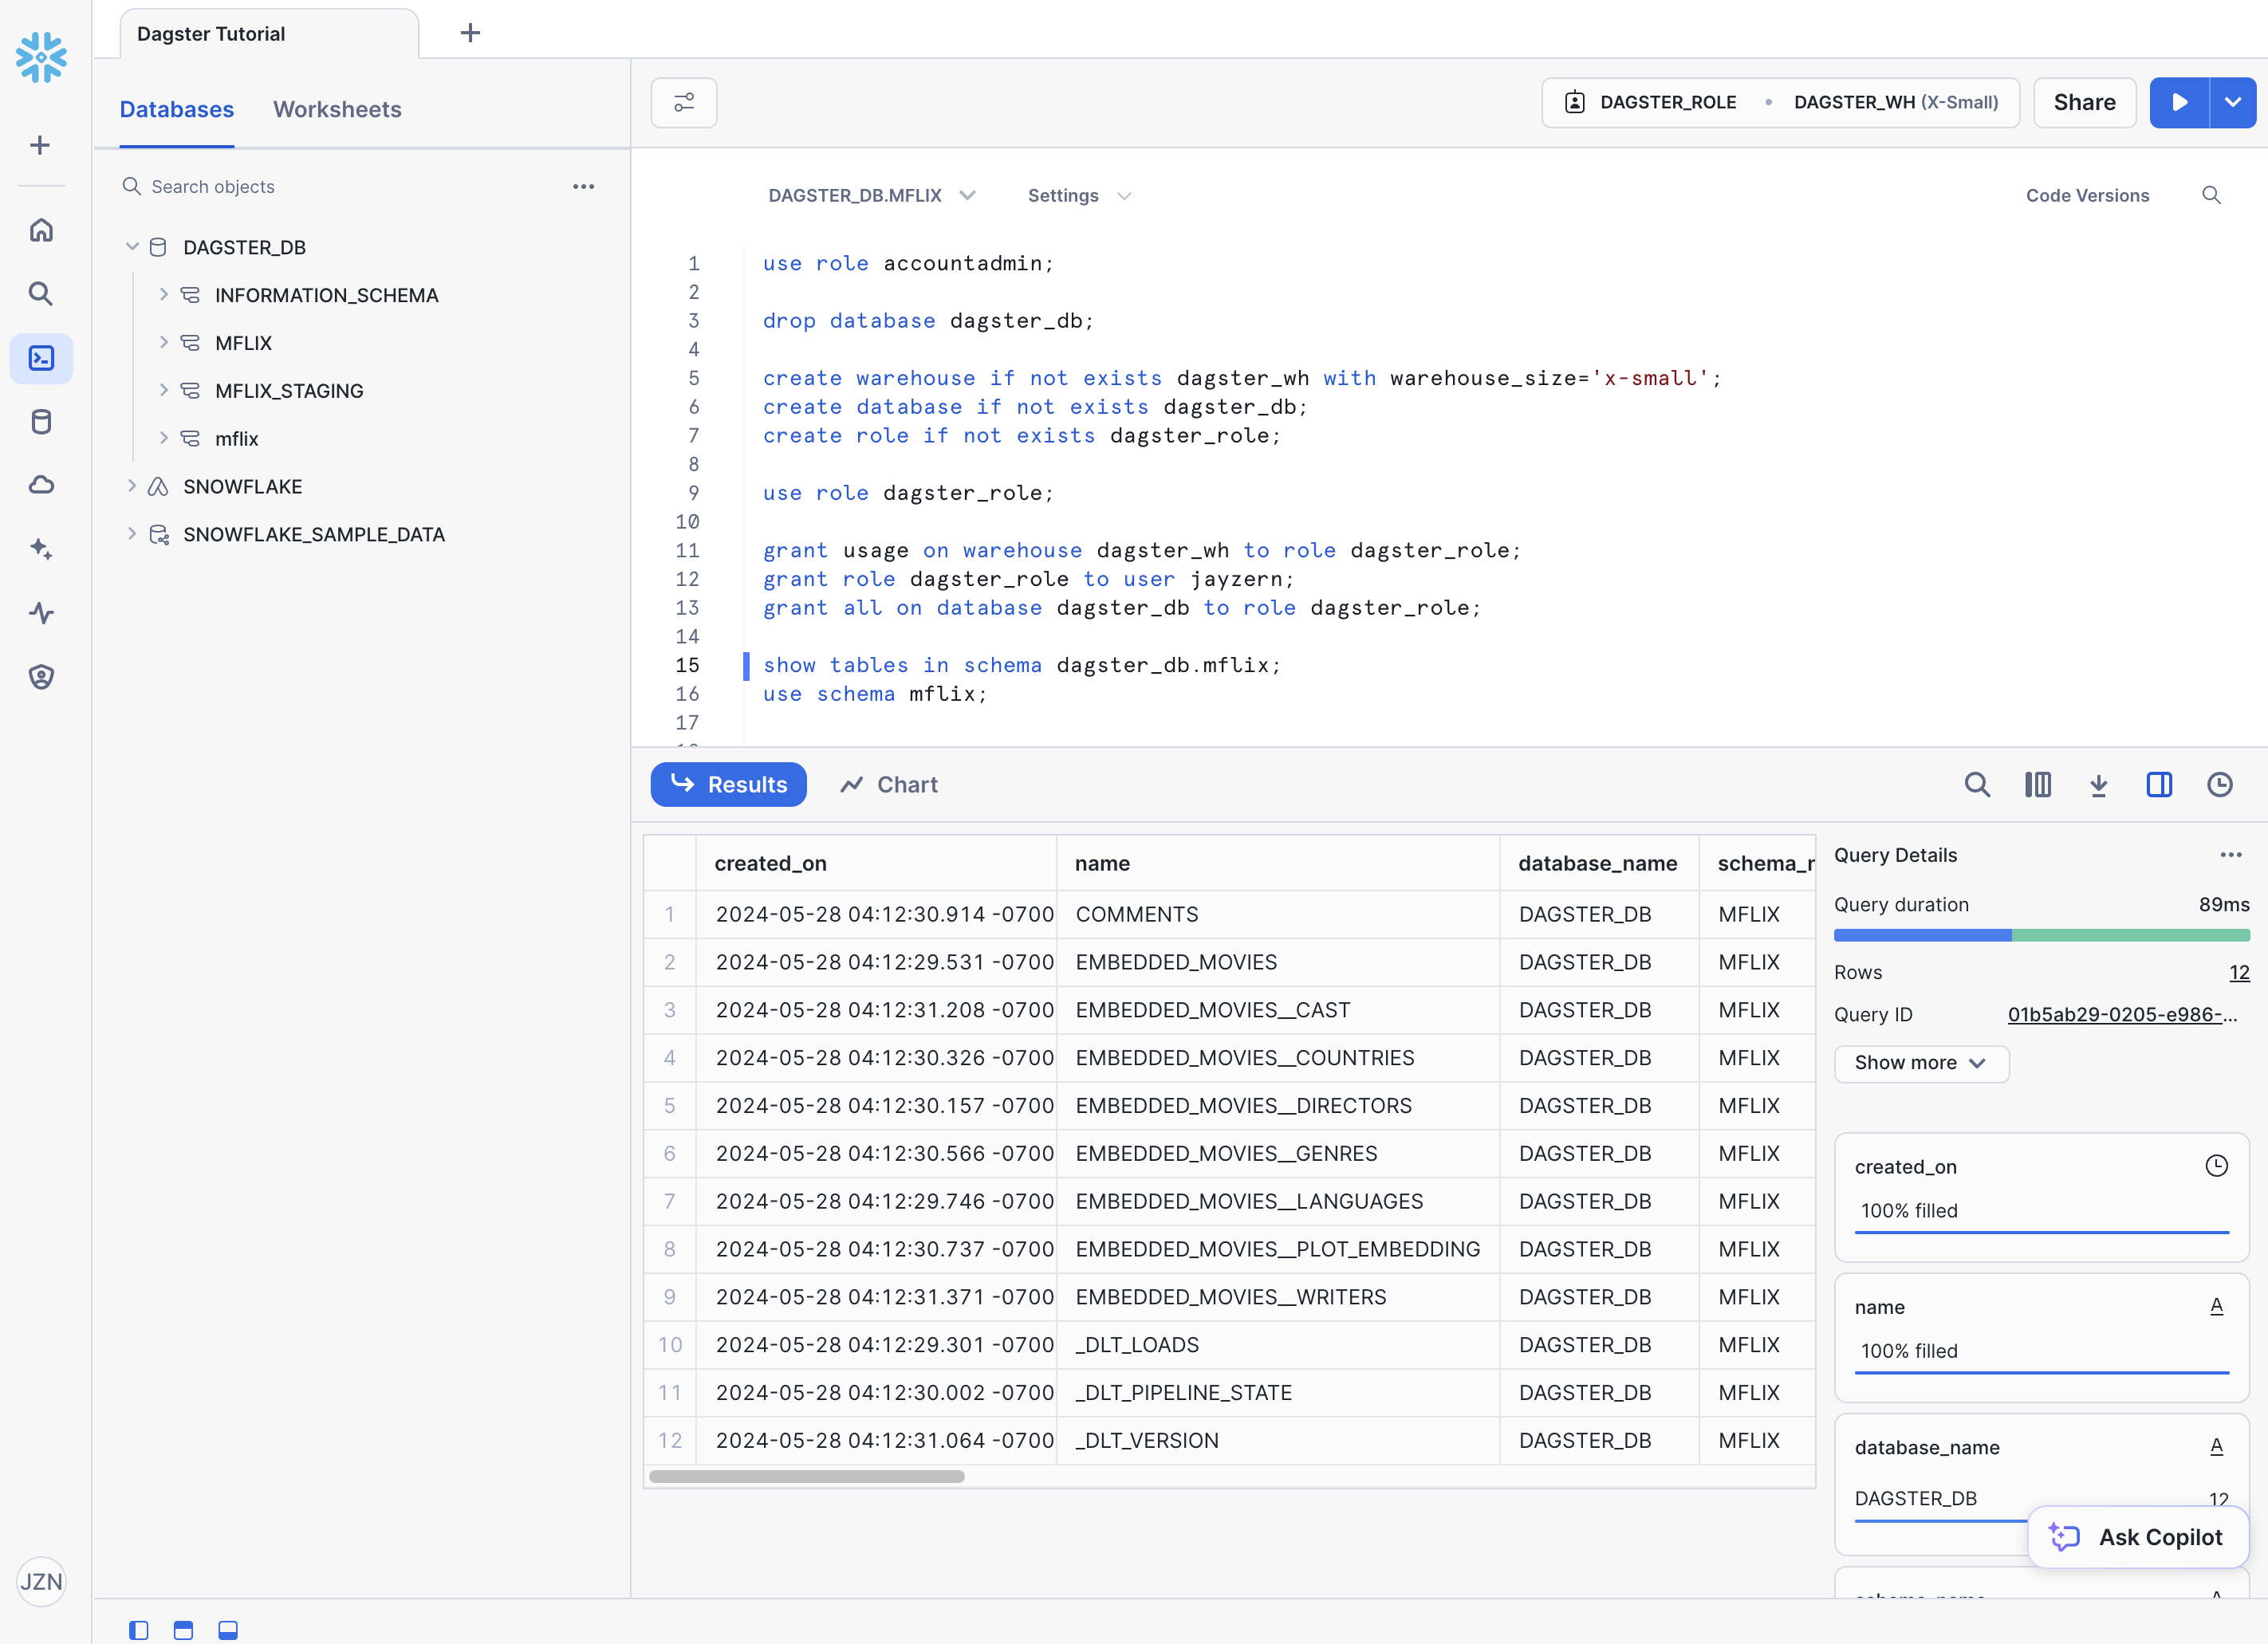 Dagster Tutorial
Databases
Worksheets
Search objects
DAGSTER_DB
INFORMATION_SCHEMA
MFLIX
MFLIX_STAGING
mflix
SNOWFLAKE
SNOWFLAKE_SAMPLE_DATA
JZN
DAGSTER_ROLE • DAGSTER_WH (X-Small)
Share
DAGSTER_DB.MFLIX
Settings
Code Versions
1 use role accountadmin;
2
3 drop database dagster_db;
4
5 create warehouse if not exists dagster_wh with warehouse_size='x-small';
6 create database if not exists dagster_db;
7 create role if not exists dagster_role;
8
9 use role dagster_role;
10
11 grant usage on warehouse dagster_wh to role dagster_role;
12 grant role dagster_role to user jayzern;
13 grant all on database dagster_db to role dagster_role;
14
15 show tables in schema dagster_db.mflix;
16 use schema mflix;
17
Results
Chart
created_on name database_name schema_
1 2024-05-28 04:12:30.914 -0700 COMMENTS DAGSTER_DB MFLIX
2 2024-05-28 04:12:29.531 -0700 EMBEDDED_MOVIES DAGSTER_DB MFLIX
3 2024-05-28 04:12:31.208 -0700 EMBEDDED_MOVIES__CAST DAGSTER_DB MFLIX
4 2024-05-28 04:12:30.326 -0700 EMBEDDED_MOVIES__COUNTRIES DAGSTER_DB MFLIX
5 2024-05-28 04:12:30.157 -0700 EMBEDDED_MOVIES__DIRECTORS DAGSTER_DB MFLIX
6 2024-05-28 04:12:30.566 -0700 EMBEDDED_MOVIES__GENRES DAGSTER_DB MFLIX
7 2024-05-28 04:12:29.746 -0700 EMBEDDED_MOVIES__LANGUAGES DAGSTER_DB MFLIX
8 2024-05-28 04:12:30.737 -0700 EMBEDDED_MOVIES__PLOT_EMBEDDING DAGSTER_DB MFLIX
9 2024-05-28 04:12:31.371 -0700 EMBEDDED_MOVIES__WRITERS DAGSTER_DB MFLIX
10 2024-05-28 04:12:29.301 -0700 _DLT_LOADS DAGSTER_DB MFLIX
11 2024-05-28 04:12:30.002 -0700 _DLT_PIPELINE_STATE DAGSTER_DB MFLIX
12 2024-05-28 04:12:31.064 -0700 _DLT_VERSION DAGSTER_DB MFLIX
Query Details
Query duration 89ms
Rows 12
Query ID 01b5ab29-0205-e986-...
Show more
created_on
100% filled
name A
100% filled
database_name A
DAGSTER_DB 12
Ask Copilot